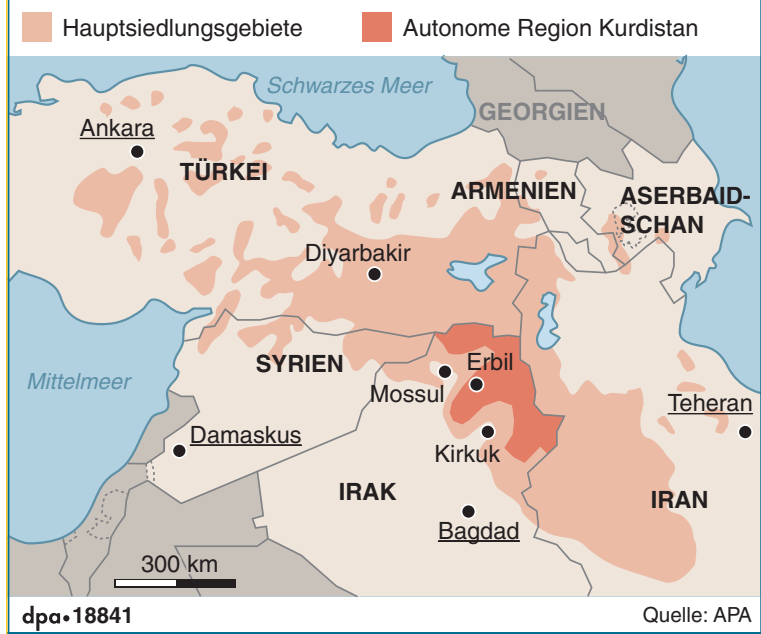 Hauptsiedlungsgebiete
Autonome Region Kurdistan
Schwarzes Meer
GEORGIEN
Ankara
TÜRKEI
ARMENIEN
ASERBAID-
SCHAN
Diyarbakir
Mittelmeer
SYRIEN
Erbil
Mossul
Teheran
Damaskus
Kirkuk
IRAK
IRAN
Bagdad
300 km
dpa•18841
Quelle: APA